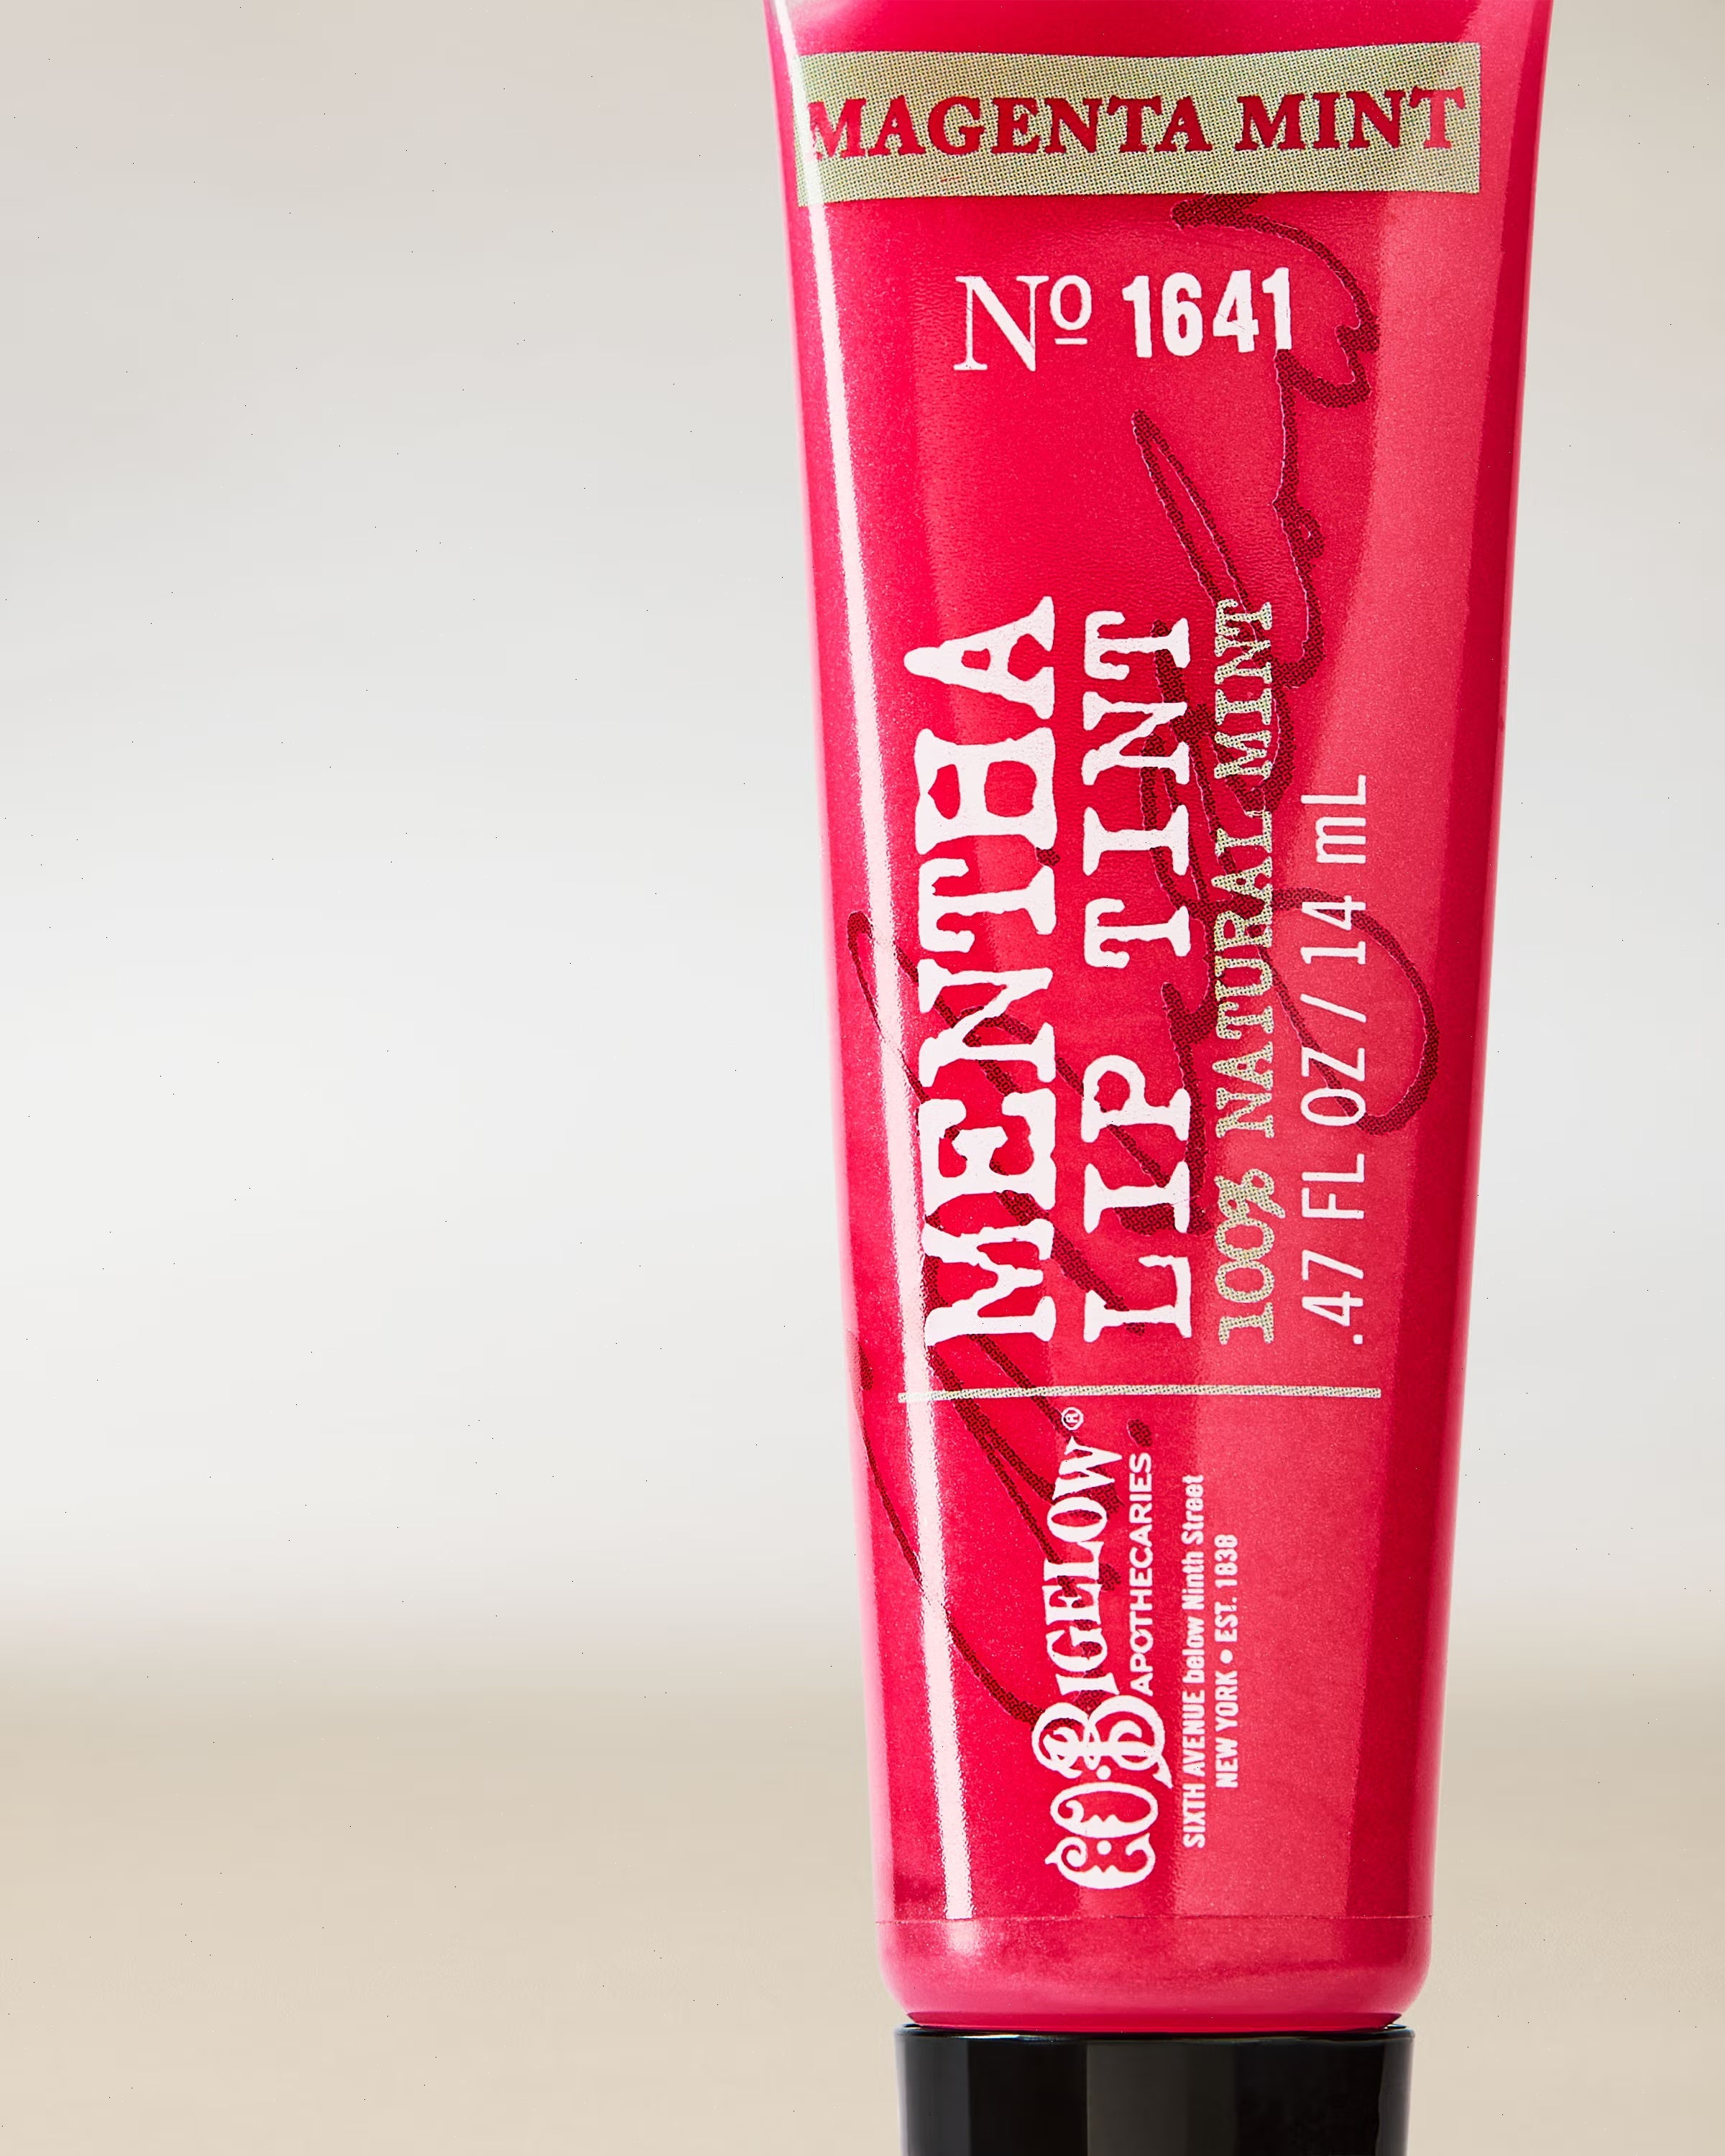 MAGENTA MINT
Nº 1641
MENTHA
LIP TINT
100% NATURAL MINT
.47 FL OZ / 14 mL
C.O.BIGELOW®
APOTHECARIES
SIXTH AVENUE below Ninth Street
NEW YORK • EST. 1838